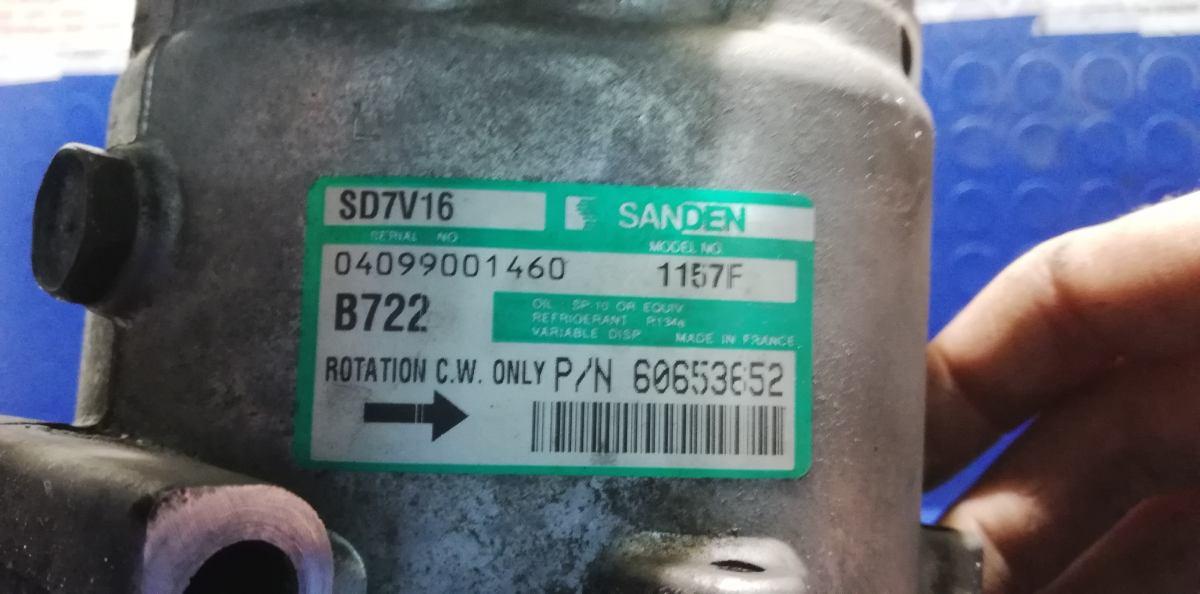 SD7V16 SANDEN
SERIAL NO MODEL NO
04099001460 1157F
B722
OIL SP-10 OR EQUIV
REFRIGERANT R134a
VARIABLE DISP MADE IN FRANCE
ROTATION C.W. ONLY P/N 60653652